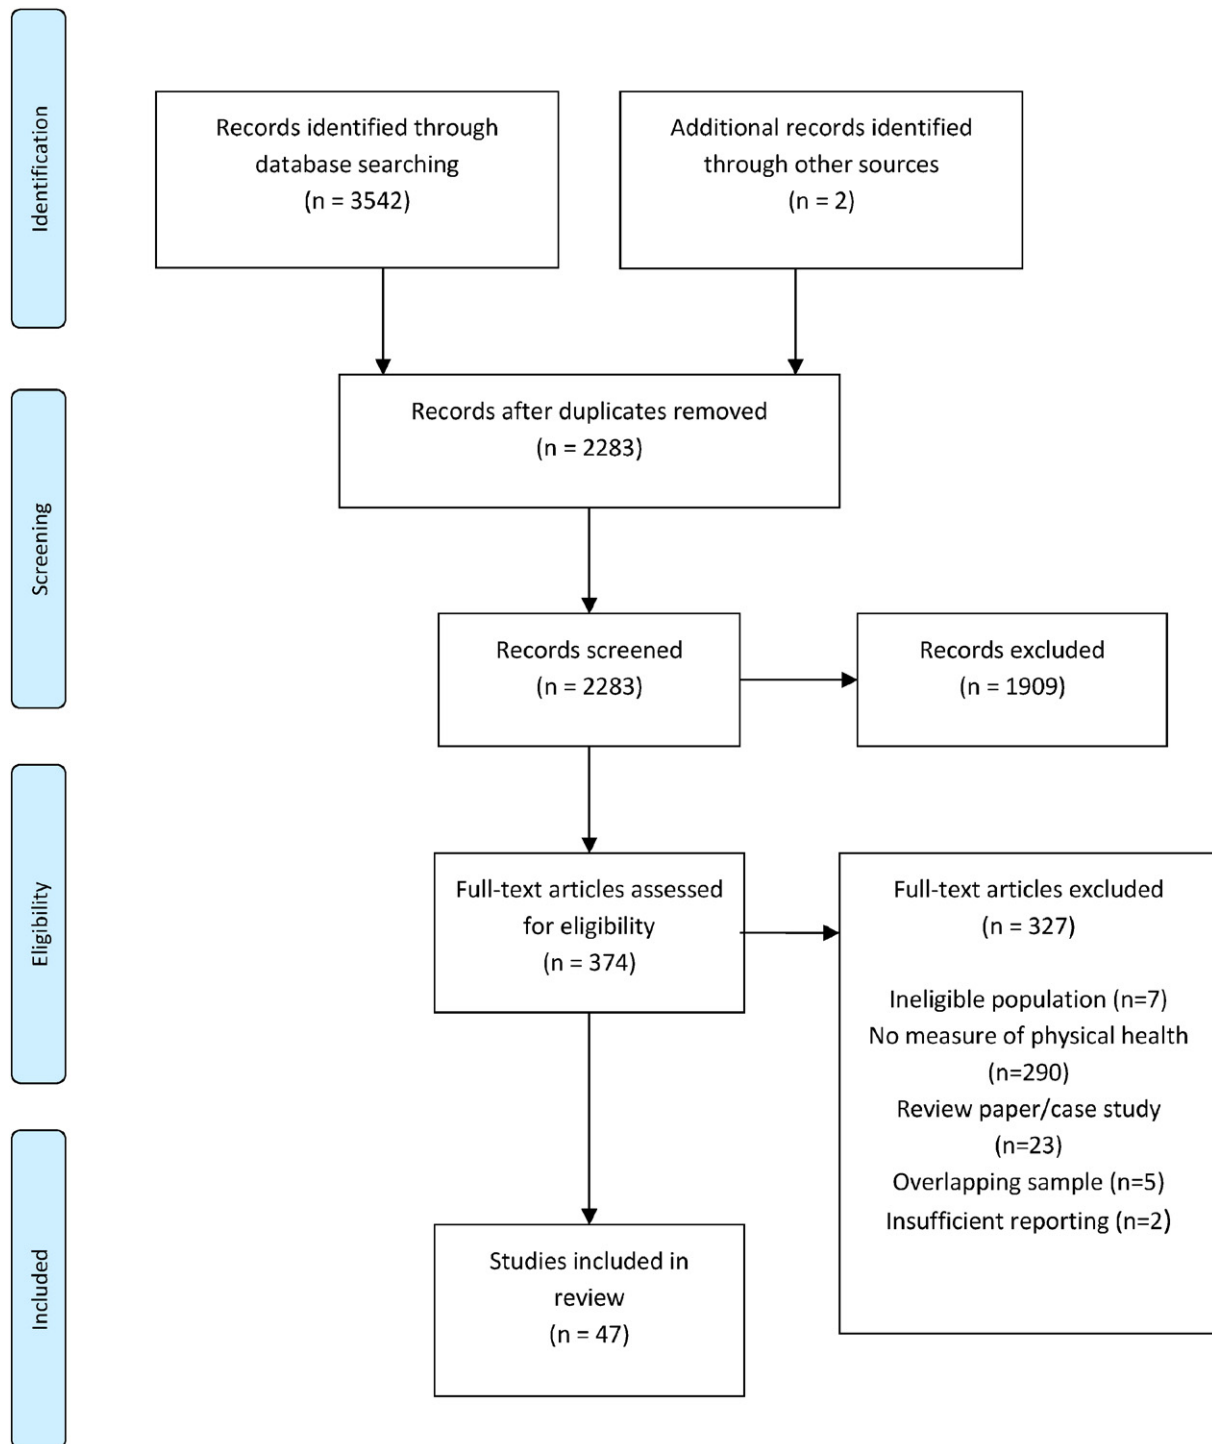 Identification
Records identified through
database searching
(n = 3542)
Additional records identified
through other sources
(n = 2)
Screening
Records after duplicates removed
(n = 2283)
Records screened
(n = 2283)
Records excluded
(n = 1909)
Eligibility
Full-text articles assessed
for eligibility
(n = 374)
Full-text articles excluded
(n = 327)
Ineligible population (n=7)
No measure of physical health
(n=290)
Review paper/case study
(n=23)
Overlapping sample (n=5)
Insufficient reporting (n=2)
Included
Studies included in
review
(n = 47)